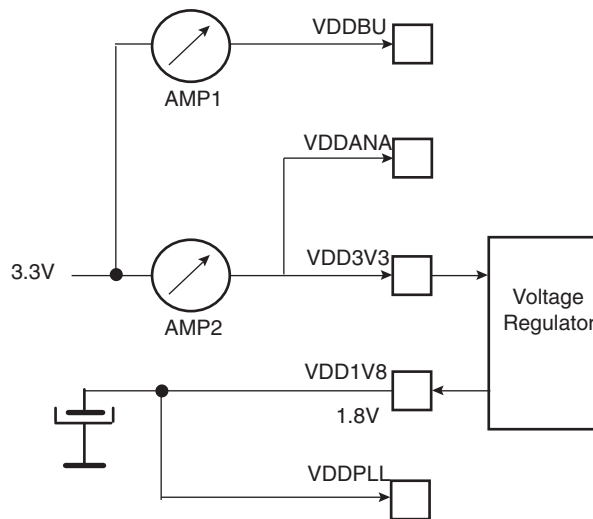 VDDBU
AMP1
VDDANA
3.3V
VDD3V3
AMP2
Voltage
Regulator
VDD1V8
1.8V
VDDPLL